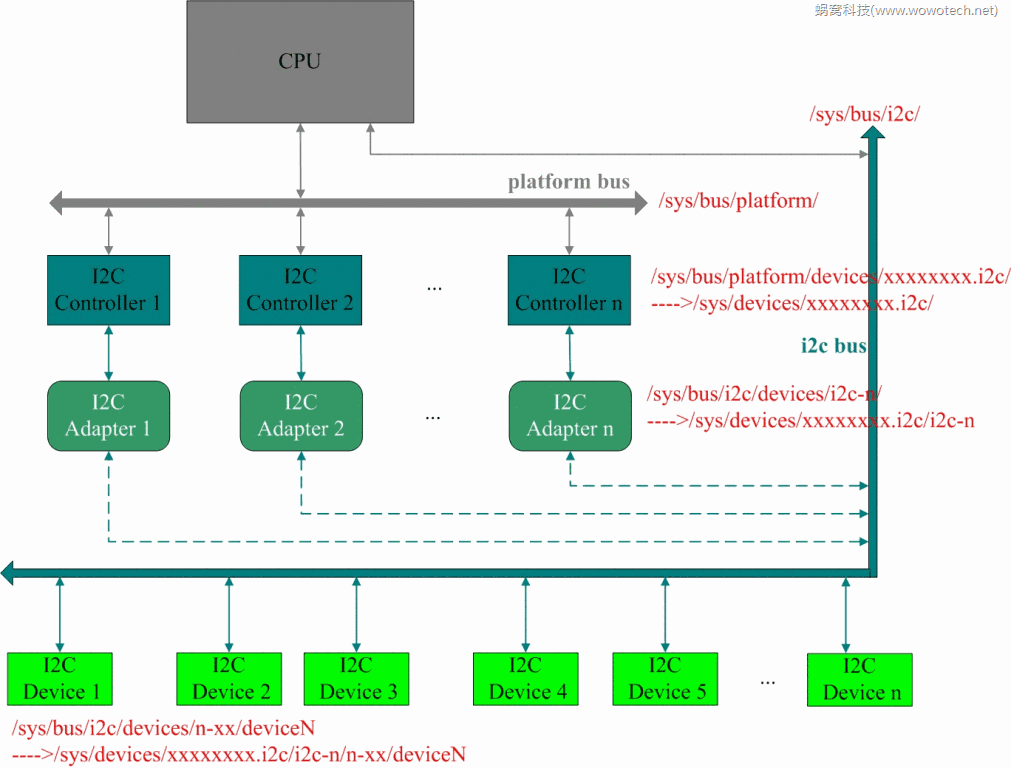 蜗窝科技(www.wowotech.net)
CPU
/sys/bus/i2c/
platform bus
/sys/bus/platform/
I2C
Controller 1
I2C
Controller 2
...
I2C
Controller n
/sys/bus/platform/devices/xxxxxxxx.i2c/
---->/sys/devices/xxxxxxxx.i2c/
i2c bus
I2C
Adapter 1
I2C
Adapter 2
...
I2C
Adapter n
/sys/bus/i2c/devices/i2c-n/
---->/sys/devices/xxxxxxxx.i2c/i2c-n
I2C
Device 1
I2C
Device 2
I2C
Device 3
I2C
Device 4
I2C
Device 5
...
I2C
Device n
/sys/bus/i2c/devices/n-xx/deviceN
---->/sys/devices/xxxxxxxx.i2c/i2c-n/n-xx/deviceN